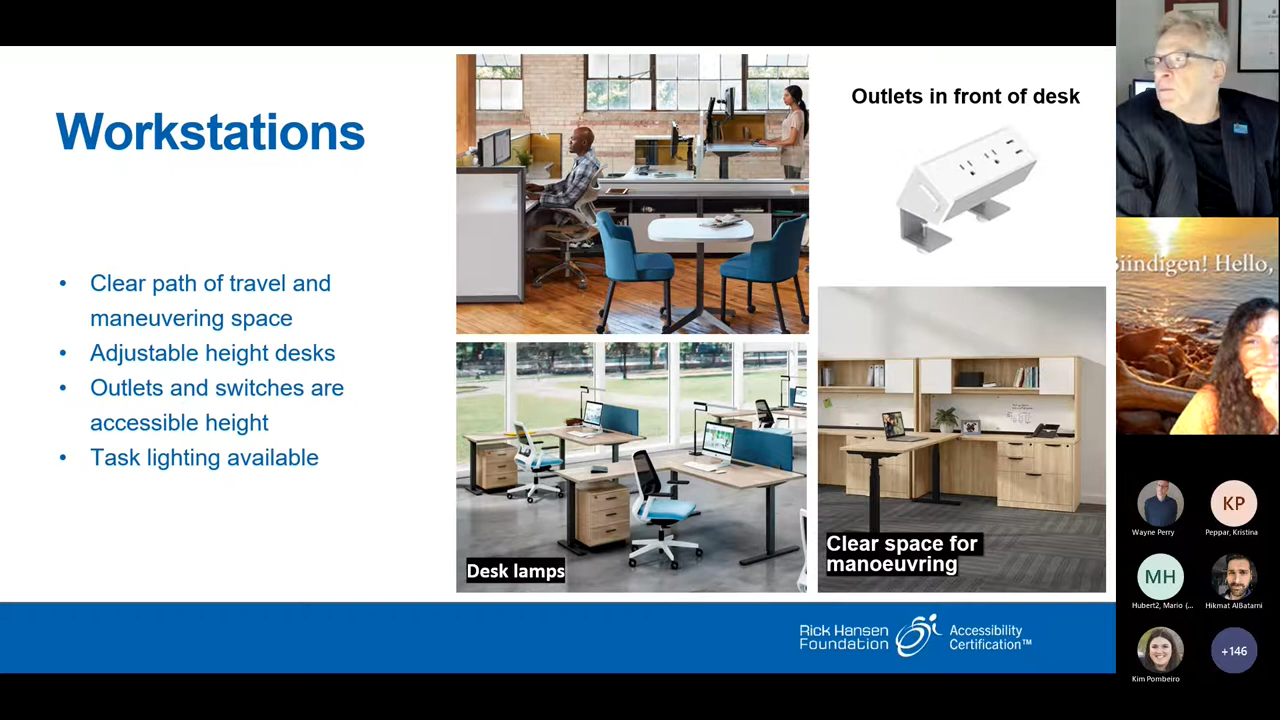 Workstations
• Clear path of travel and
maneuvering space
• Adjustable height desks
• Outlets and switches are
accessible height
• Task lighting available
Outlets in front of desk
Desk lamps
Clear space for
manoeuvring
Rick Hansen
Foundation
Accessibility
Certification™
Siindigen! Hello,
Wayne Perry
KP
Peppar, Kristina
MH
Hubert2, Mario (...
Hikmat AlBatarni
Kim Pombeiro
+146